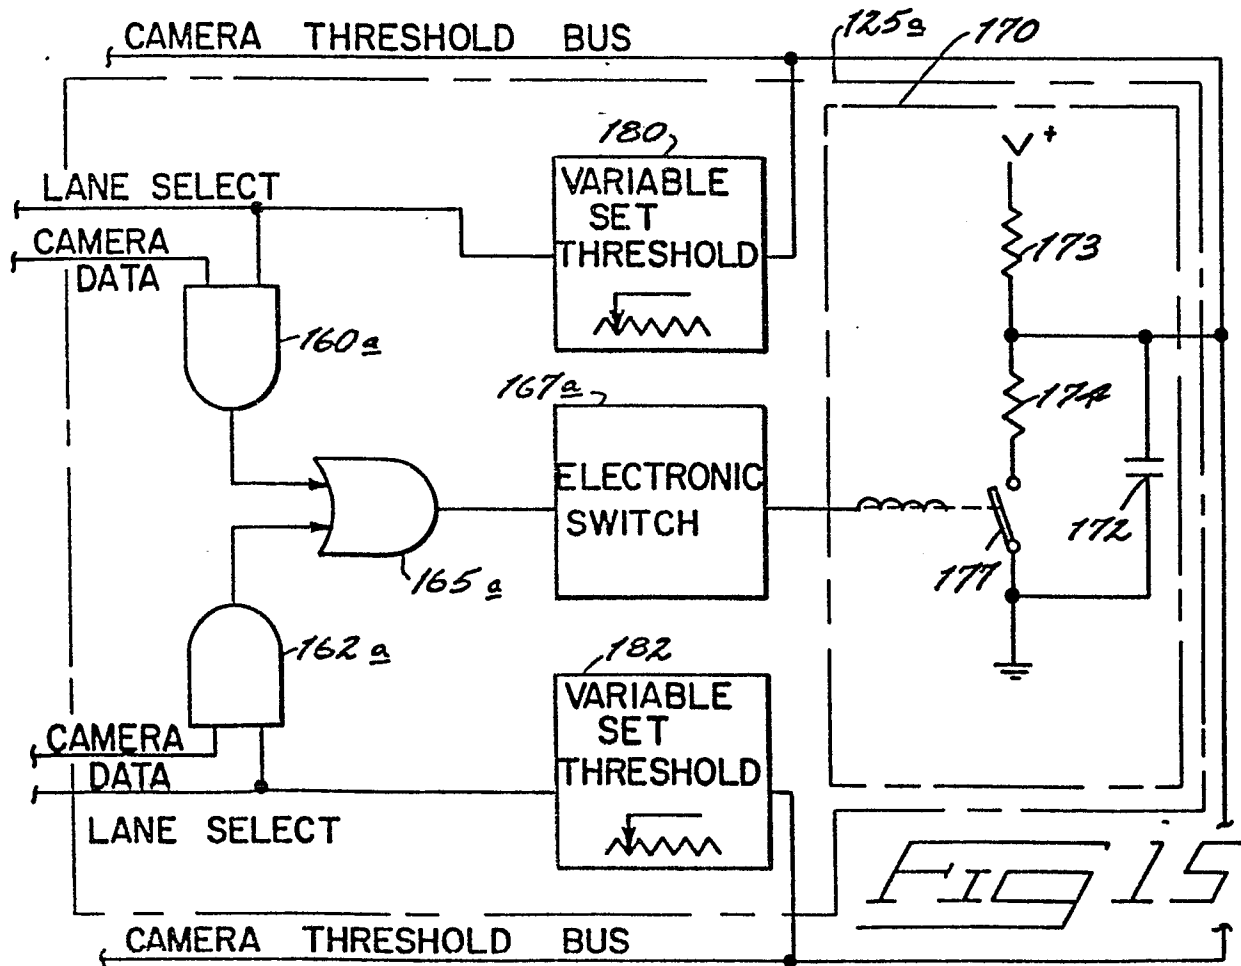 CAMERA THRESHOLD BUS
125a
170
180
VARIABLE
SET
THRESHOLD
V+
LANE SELECT
CAMERA
DATA
173
160a
167a
174
ELECTRONIC
SWITCH
172
165a
177
162a
182
VARIABLE
SET
THRESHOLD
CAMERA
DATA
LANE SELECT
FIG 15
CAMERA THRESHOLD BUS